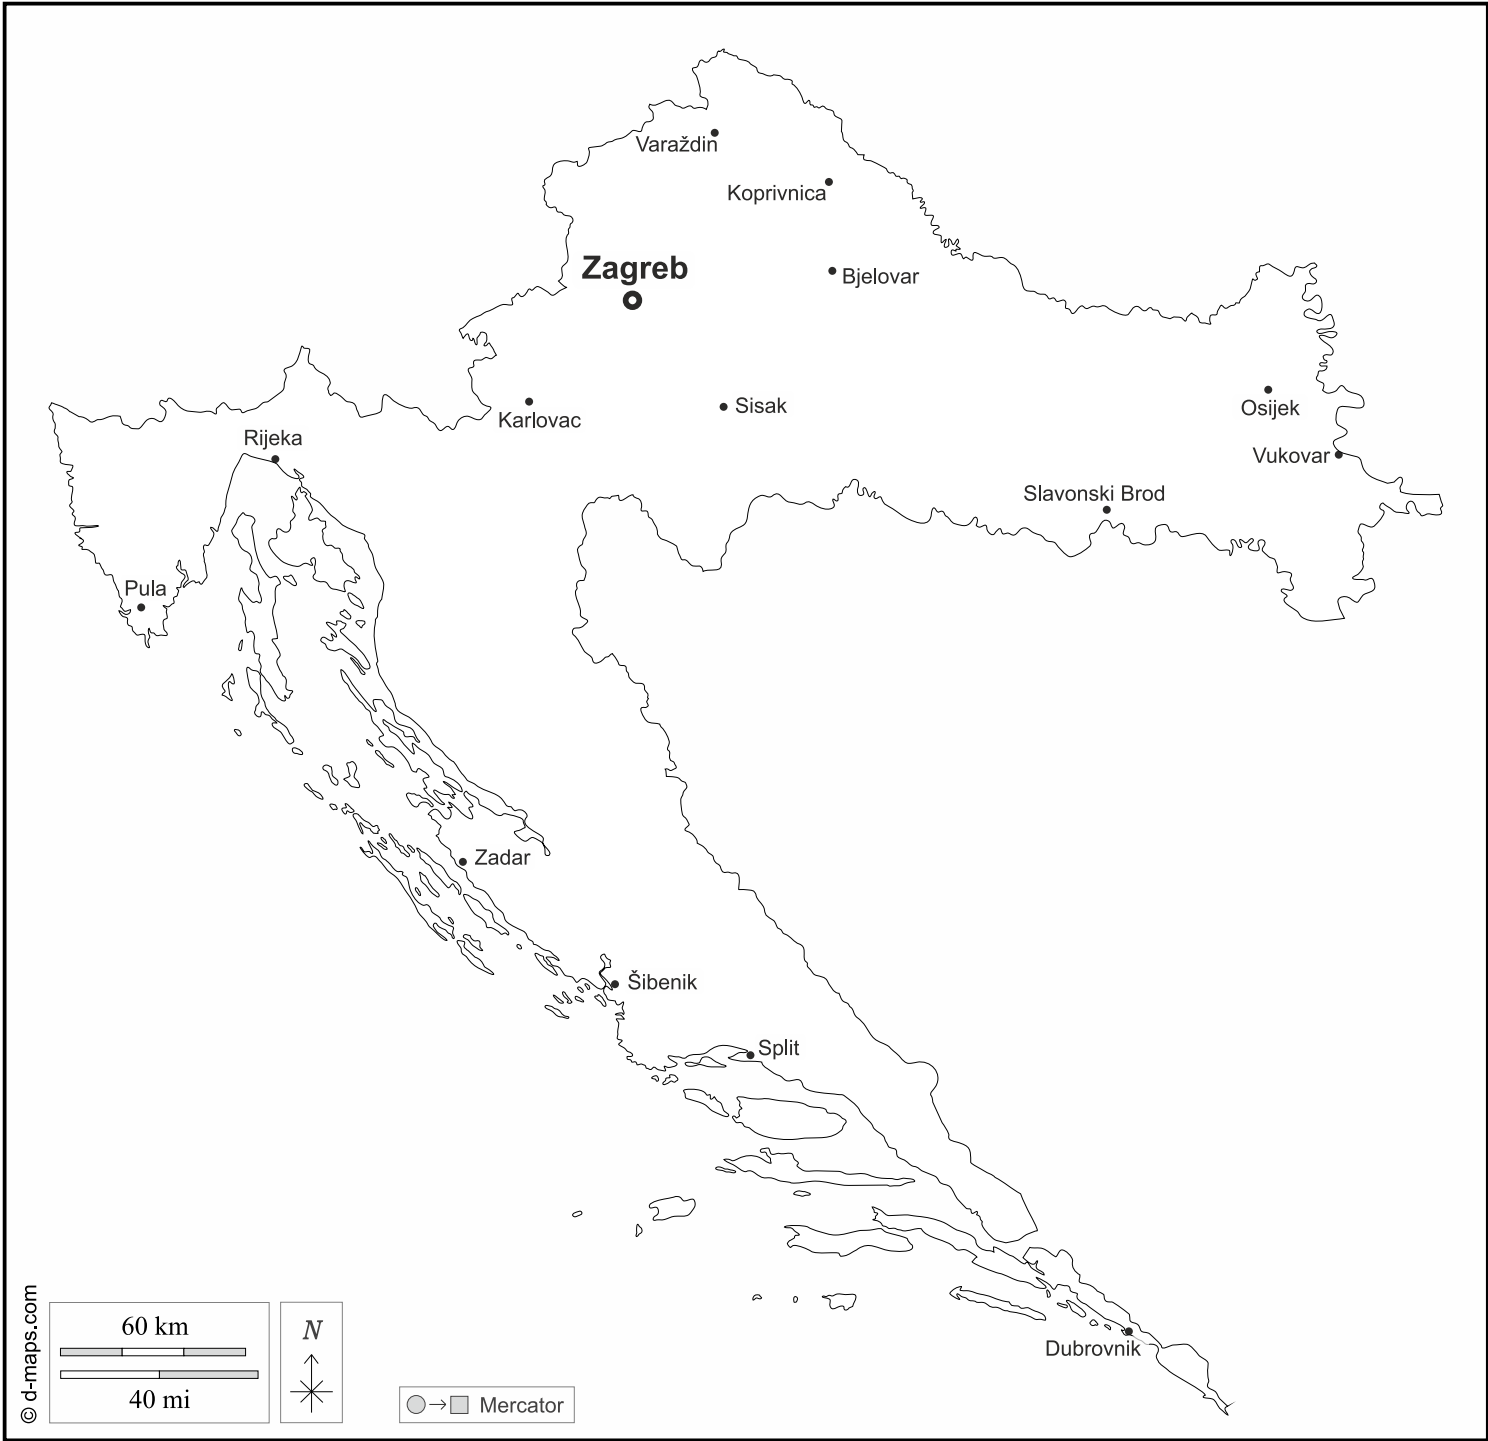 Varaždin
Koprivnica
Zagreb
Bjelovar
Karlovac
Sisak
Osijek
Rijeka
Vukovar
Slavonski Brod
Pula
Zadar
Šibenik
Split
Dubrovnik
© d-maps.com
60 km
40 mi
N
Mercator